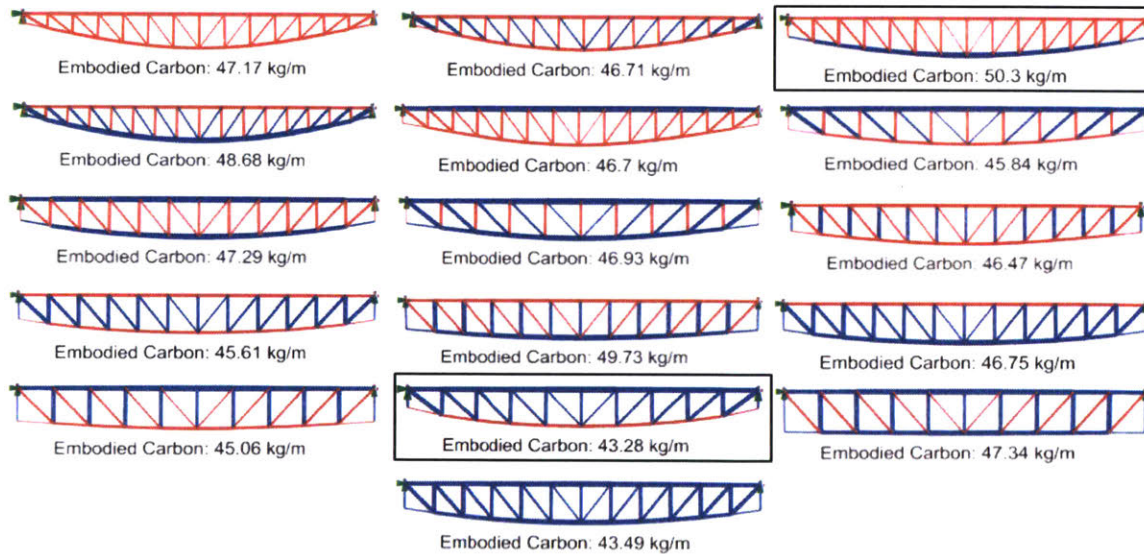 Embodied Carbon: 47.17 kg/m
Embodied Carbon: 46.71 kg/m
Embodied Carbon: 50.3 kg/m
Embodied Carbon: 48.68 kg/m
Embodied Carbon: 46.7 kg/m
Embodied Carbon: 45.84 kg/m
Embodied Carbon: 47.29 kg/m
Embodied Carbon: 46.93 kg/m
Embodied Carbon: 46.47 kg/m
Embodied Carbon: 45.61 kg/m
Embodied Carbon: 49.73 kg/m
Embodied Carbon: 46.75 kg/m
Embodied Carbon: 45.06 kg/m
Embodied Carbon: 43.28 kg/m
Embodied Carbon: 47.34 kg/m
Embodied Carbon: 43.49 kg/m